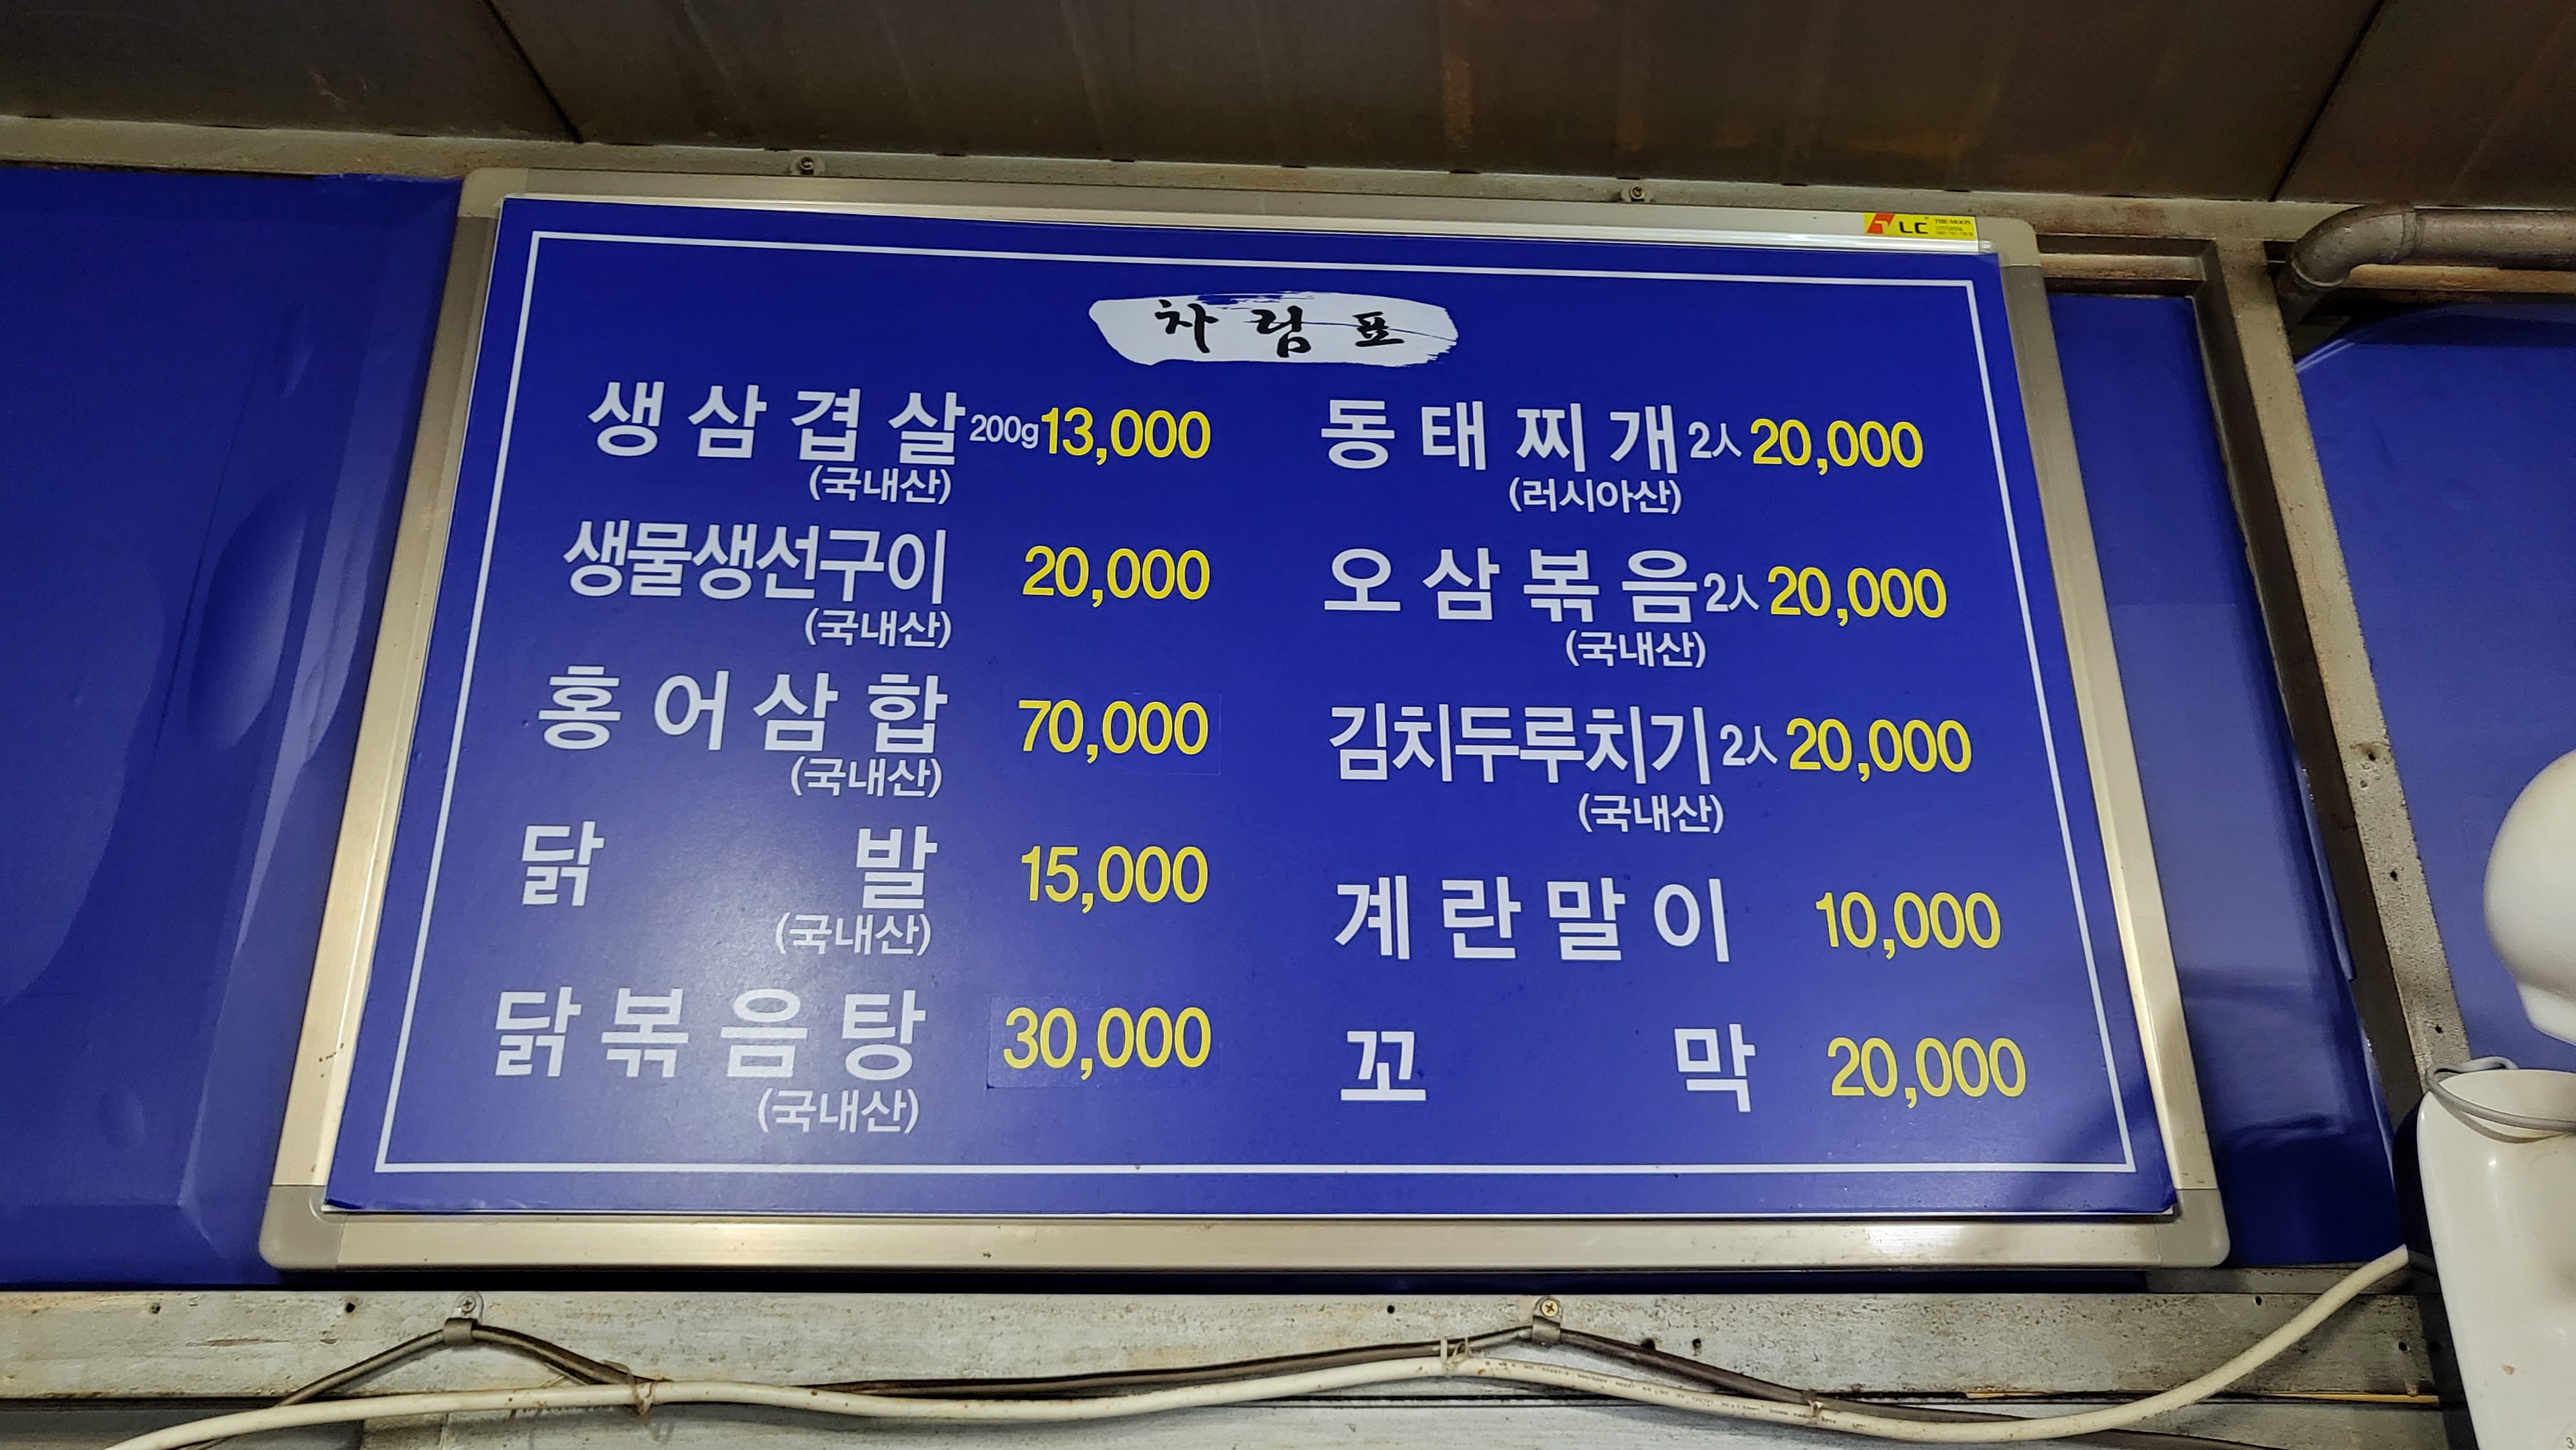 차림표
생삼겹살 200g 13,000
(국내산)
생물생선구이 20,000
(국내산)
홍어삼합 70,000
(국내산)
닭발 15,000
(국내산)
닭볶음탕 30,000
(국내산)
동태찌개 2人 20,000
(러시아산)
오삼볶음 2人 20,000
(국내산)
김치두루치기 2人 20,000
(국내산)
계란말이 10,000
꼬막 20,000
LC